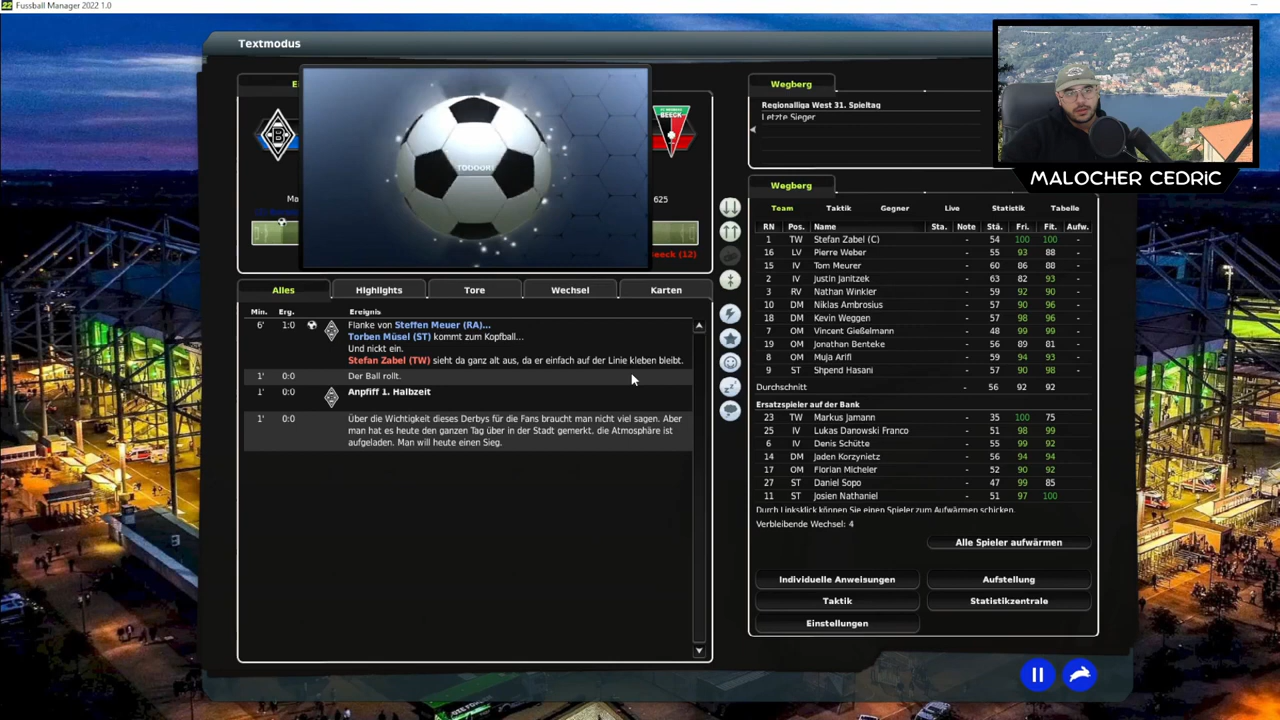 22 Fussball Manager 2022 1.0
Textmodus
TOOOOR!
BEECK
625
Beeck (12)
Alles Highlights Tore Wechsel Karten
Min. Erg. Ereignis
6' 1:0 Flanke von Steffen Meuer (RA)...
Torben Müsel (ST) kommt zum Kopfball...
Und nickt ein.
Stefan Zabel (TW) sieht da ganz alt aus, da er einfach auf der Linie kleben bleibt.
1' 0:0 Der Ball rollt.
1' 0:0 Anpfiff 1. Halbzeit
1' 0:0 Über die Wichtigkeit dieses Derbys für die Fans braucht man nicht viel sagen. Aber
man hat es heute den ganzen Tag über in der Stadt gemerkt. die Atmosphäre ist
aufgeladen. Man will heute einen Sieg.
Wegberg
Regionalliga West 31. Spieltag
Letzte Sieger
MALOCHER CEDRiC
Wegberg
Team Taktik Gegner Live Statistik Tabelle
RN Pos. Name Sta. Note Stä. Fri. Fit. Aufw.
1 TW Stefan Zabel (C) - - 54 100 100 -
16 LV Pierre Weber - - 55 93 88 -
15 IV Tom Meurer - - 60 86 88 -
2 IV Justin Janitzek - - 63 82 93 -
3 RV Nathan Winkler - - 59 92 90 -
10 DM Niklas Ambrosius - - 57 90 96 -
18 DM Kevin Weggen - - 57 98 96 -
7 OM Vincent Gießelmann - - 48 99 99 -
19 OM Jonathan Benteke - - 56 89 81 -
8 OM Muja Arifi - - 59 94 93 -
9 ST Shpend Hasani - - 57 90 98 -
Durchschnitt - 56 92 92
Ersatzspieler auf der Bank
23 TW Markus Jamann - - 35 100 75 -
25 IV Lukas Danowski Franco - - 51 98 99 -
6 IV Denis Schütte - - 55 99 92 -
14 DM Jaden Korzynietz - - 56 94 94 -
17 OM Florian Micheler - - 52 90 92 -
27 ST Daniel Sopo - - 47 99 85 -
11 ST Josien Nathaniel - - 51 97 100 -
Durch Linksklick können Sie einen Spieler zum Aufwärmen schicken.
Verbleibende Wechsel: 4
Alle Spieler aufwärmen
Individuelle Anweisungen Aufstellung
Taktik Statistikzentrale
Einstellungen